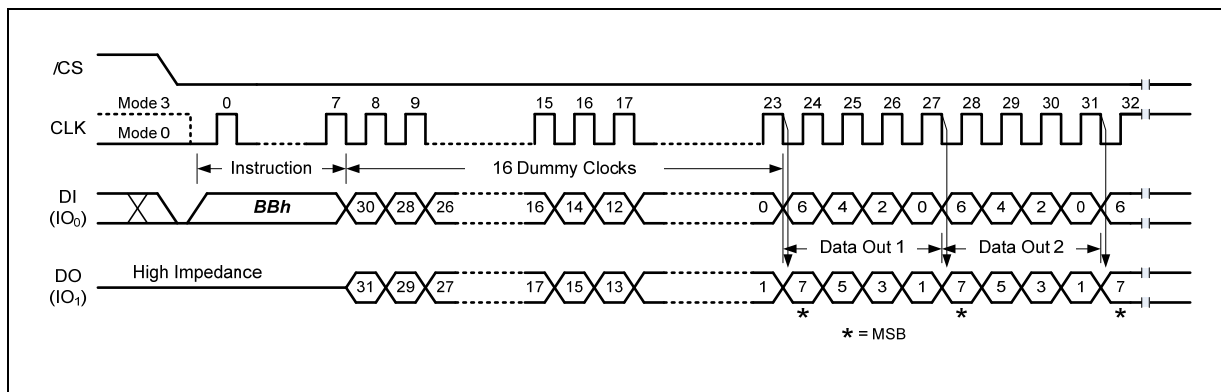 /CS
Mode 3 0 7 8 9 15 16 17 23 24 25 26 27 28 29 30 31 32
CLK
Mode 0
Instruction 16 Dummy Clocks
DI
(IO0) BBh 30 28 26 16 14 12 0 6 4 2 0 6 4 2 0 6
Data Out 1 Data Out 2
High Impedance
DO
(IO1) 31 29 27 17 15 13 1 7 5 3 1 7 5 3 1 7
* * *
* = MSB